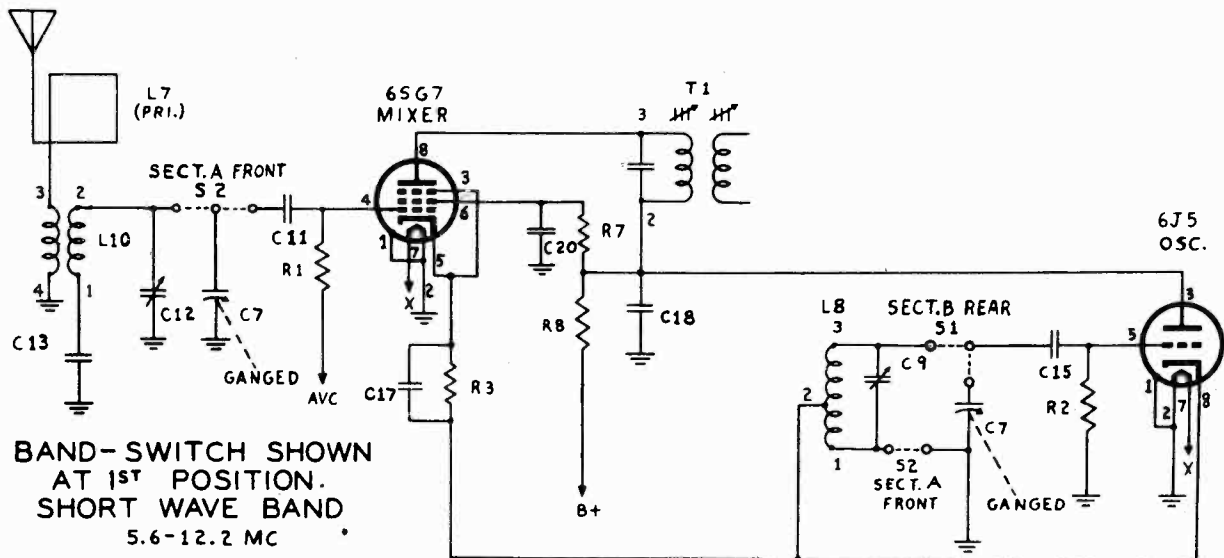 L7
(PRI.)
6SG7
MIXER
T1
3
2
8
3
6
4
1
7
5
2
X
SECT. A FRONT
S2
3
2
L10
4
1
C13
C12
C7
GANGED
C11
R1
AVC
C17
R3
C20
R7
R8
C18
B+
6J5
OSC.
L8
3
2
1
SECT. B REAR
S1
C9
C15
S2
SECT. A
FRONT
C7
GANGED
R2
3
5
1
2
7
8
X
BAND-SWITCH SHOWN
AT 1ST POSITION.
SHORT WAVE BAND
5.6-12.2 MC